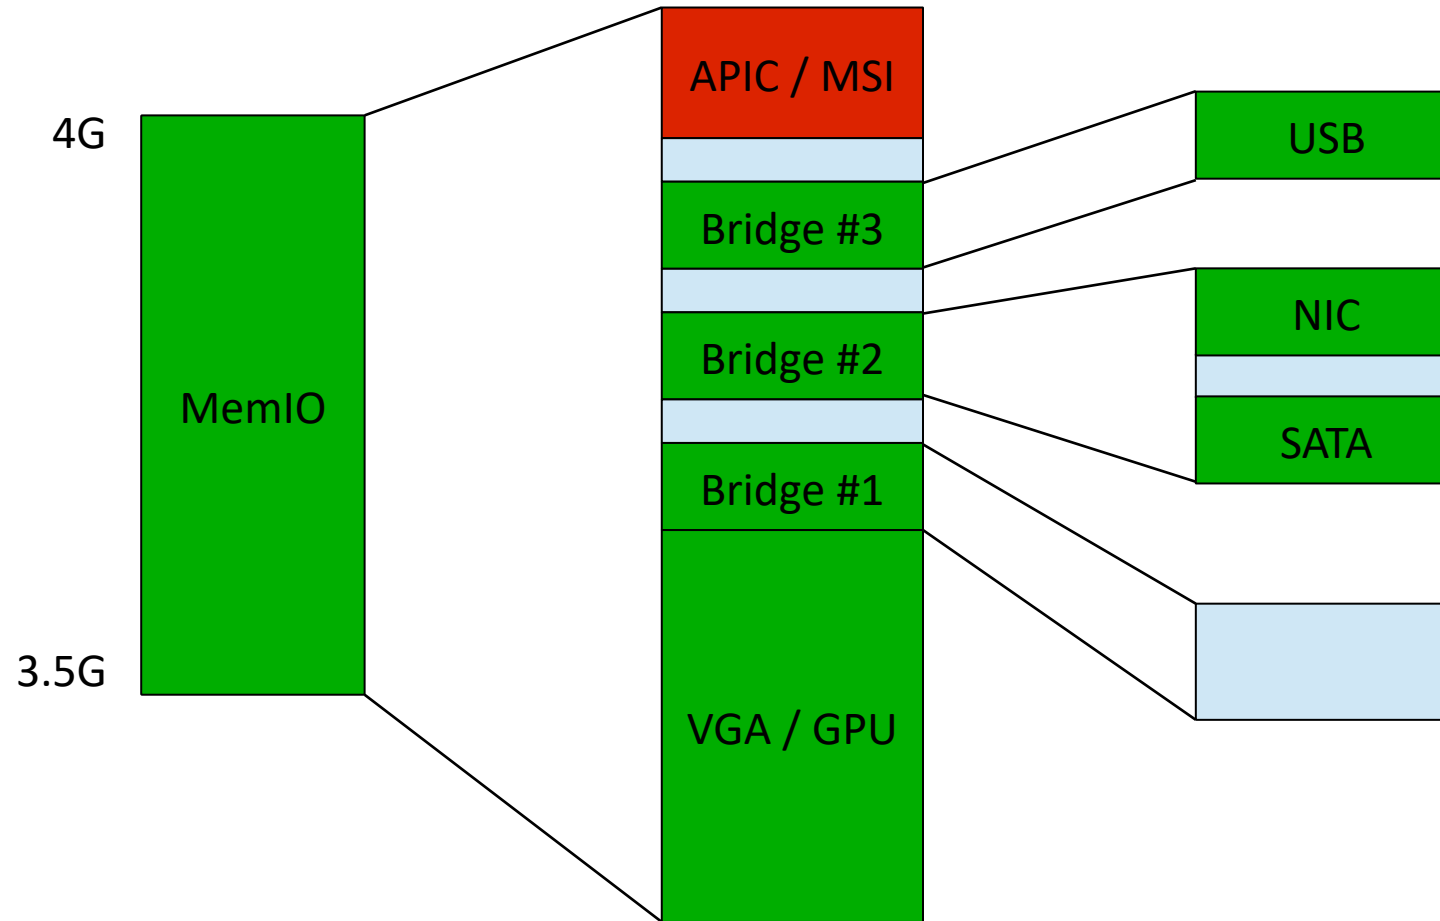 4G
MemIO
3.5G
APIC / MSI
Bridge #3
Bridge #2
Bridge #1
VGA / GPU
USB
NIC
SATA